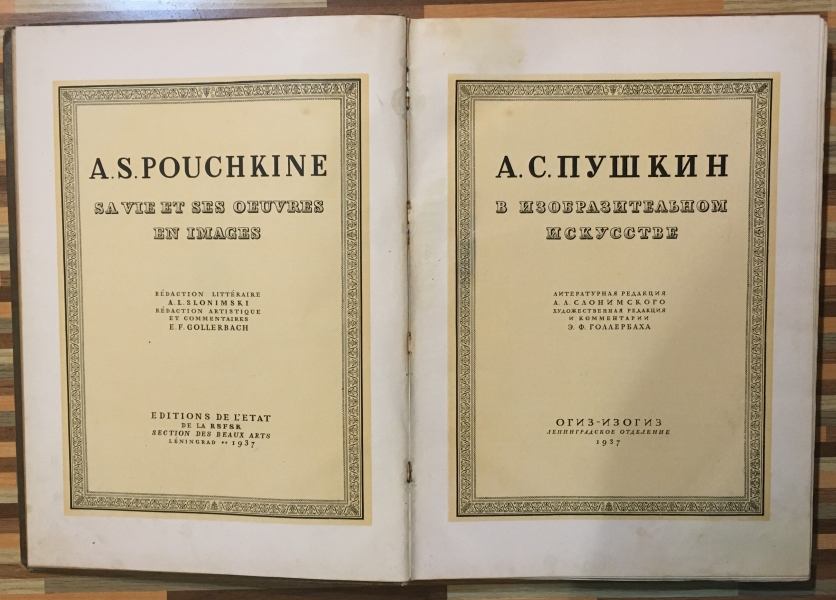 A.S.POUCHKINE
SA VIE ET SES OEUVRES
EN IMAGES
RÉDACTION LITTÉRAIRE
A.L.SLONIMSKI
RÉDACTION ARTISTIQUE
ET COMMENTAIRES
E.F.GOLLERBACH
EDITIONS DE L'ETAT
DE LA RSFSR
SECTION DES BEAUX ARTS
LÉNINGRAD ** 1937
А.С.ПУШКИН
В ИЗОБРАЗИТЕЛЬНОМ
ИСКУССТВЕ
ЛИТЕРАТУРНАЯ РЕДАКЦИЯ
А.Л.СЛОНИМСКОГО
ХУДОЖЕСТВЕННАЯ РЕДАКЦИЯ
И КОММЕНТАРИИ
Э.Ф.ГОЛЛЕРБАХА
ОГИЗ-ИЗОГИЗ
ЛЕНИНГРАДСКОЕ ОТДЕЛЕНИЕ
1937